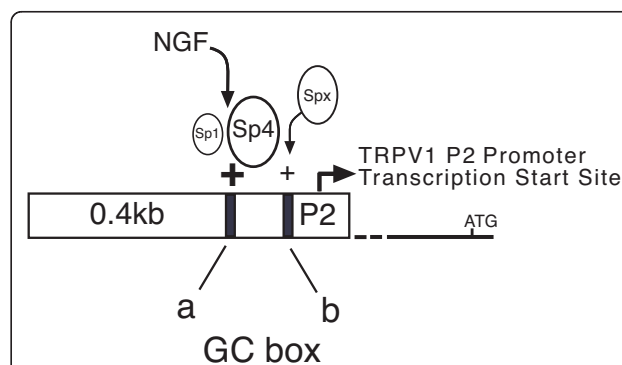 NGF
Spx
Sp1
Sp4
+
+
TRPV1 P2 Promoter
Transcription Start Site
0.4kb
P2
ATG
a
b
GC box